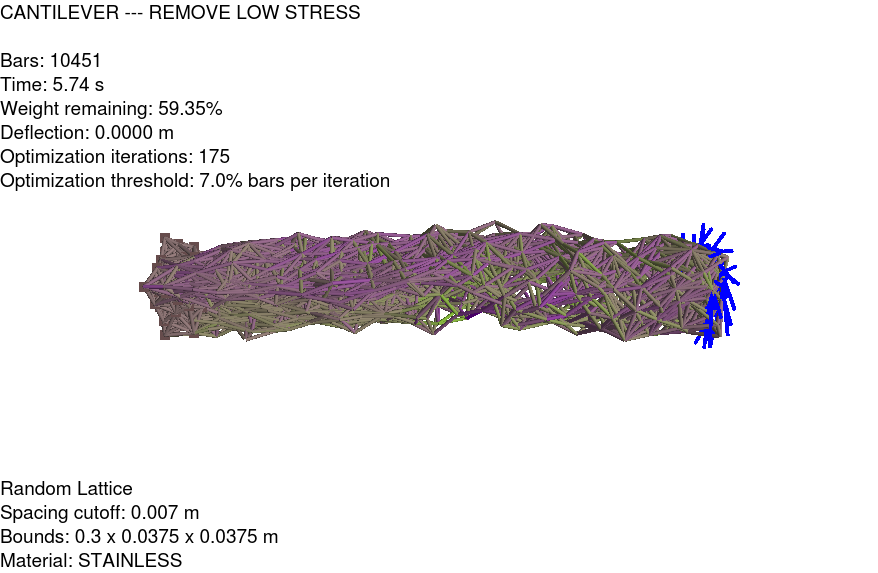 CANTILEVER --- REMOVE LOW STRESS
Bars: 10451
Time: 5.74 s
Weight remaining: 59.35%
Deflection: 0.0000 m
Optimization iterations: 175
Optimization threshold: 7.0% bars per iteration
Random Lattice
Spacing cutoff: 0.007 m
Bounds: 0.3 x 0.0375 x 0.0375 m
Material: STAINLESS